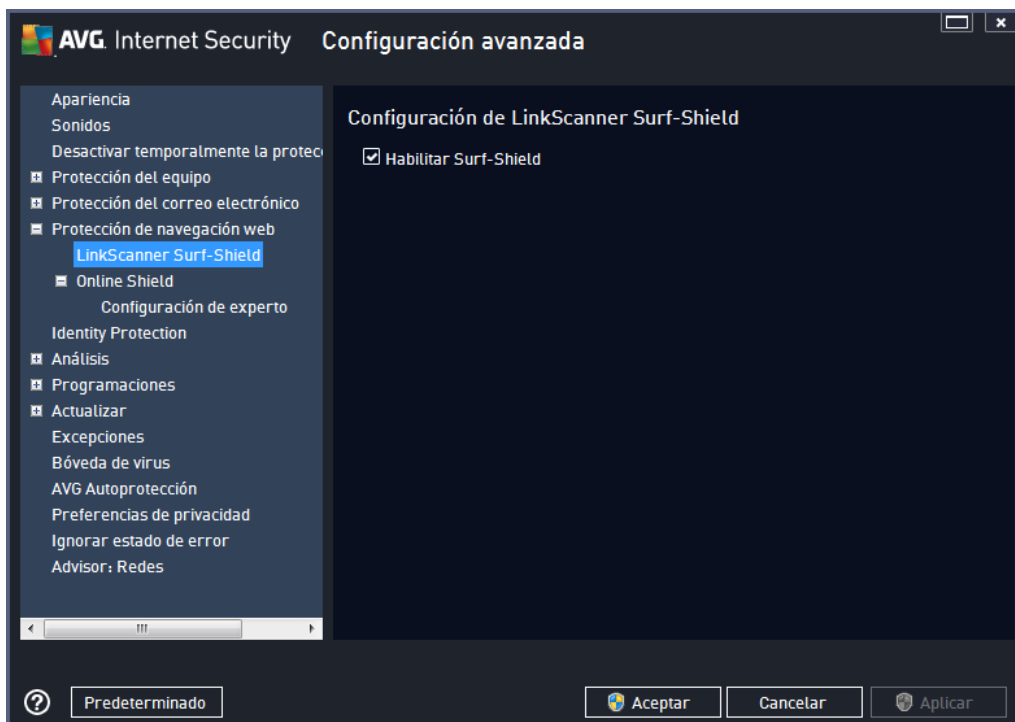 AVG. Internet Security Configuración avanzada
Apariencia
Sonidos
Desactivar temporalmente la protec
Protección del equipo
Protección del correo electrónico
Protección de navegación web
LinkScanner Surf-Shield
Online Shield
Configuración de experto
Identity Protection
Análisis
Programaciones
Actualizar
Excepciones
Bóveda de virus
AVG Autoprotección
Preferencias de privacidad
Ignorar estado de error
Advisor: Redes
Configuración de LinkScanner Surf-Shield
Habilitar Surf-Shield
? Predeterminado Aceptar Cancelar Aplicar